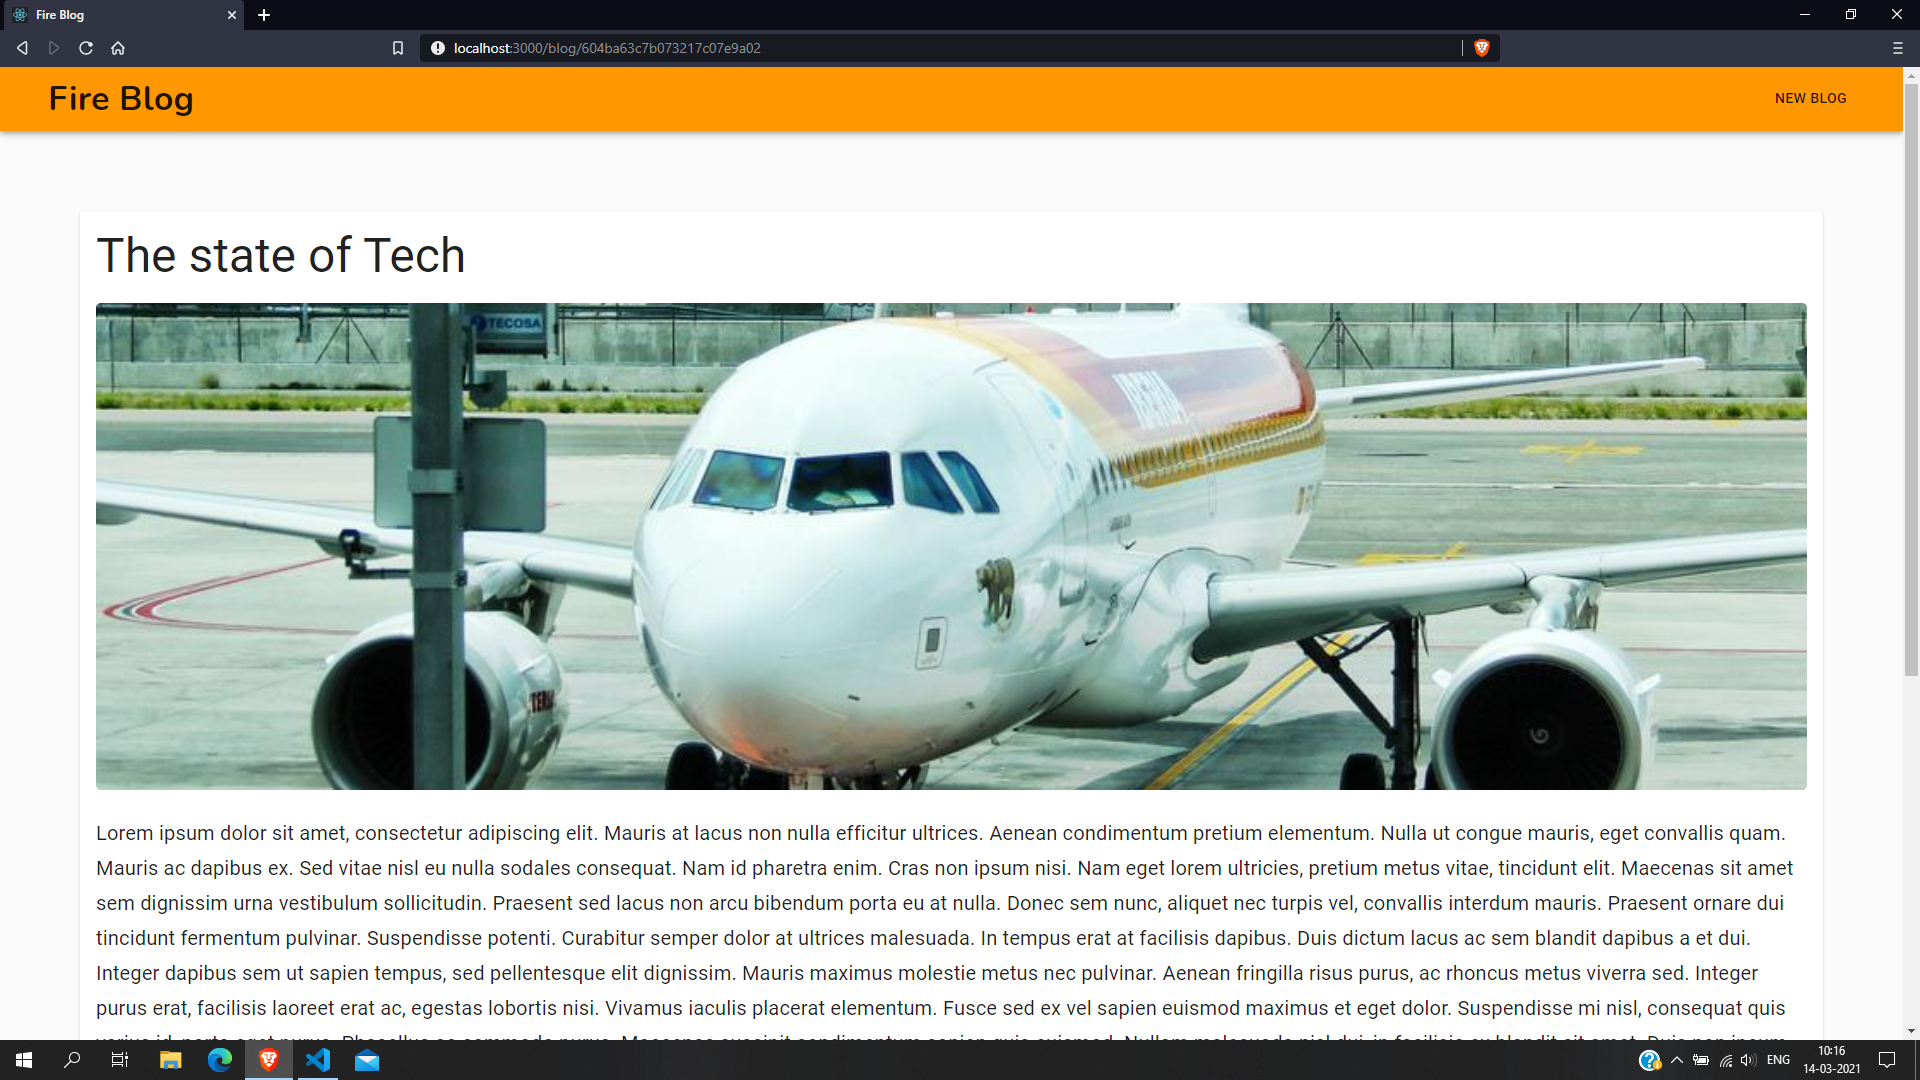 Fire Blog
localhost:3000/blog/604ba63c7b073217c07e9a02
Fire Blog
NEW BLOG
The state of Tech
TECOSA
IBERIA
Lorem ipsum dolor sit amet, consectetur adipiscing elit. Mauris at lacus non nulla efficitur ultrices. Aenean condimentum pretium elementum. Nulla ut congue mauris, eget convallis quam.
Mauris ac dapibus ex. Sed vitae nisl eu nulla sodales consequat. Nam id pharetra enim. Cras non ipsum nisi. Nam eget lorem ultricies, pretium metus vitae, tincidunt elit. Maecenas sit amet
sem dignissim urna vestibulum sollicitudin. Praesent sed lacus non arcu bibendum porta eu at nulla. Donec sem nunc, aliquet nec turpis vel, convallis interdum mauris. Praesent ornare dui
tincidunt fermentum pulvinar. Suspendisse potenti. Curabitur semper dolor at ultrices malesuada. In tempus erat at facilisis dapibus. Duis dictum lacus ac sem blandit dapibus a et dui.
Integer dapibus sem ut sapien tempus, sed pellentesque elit dignissim. Mauris maximus molestie metus nec pulvinar. Aenean fringilla risus purus, ac rhoncus metus viverra sed. Integer
purus erat, facilisis laoreet erat ac, egestas lobortis nisi. Vivamus iaculis placerat elementum. Fusce sed ex vel sapien euismod maximus et eget dolor. Suspendisse mi nisl, consequat quis
ENG
10:16
14-03-2021